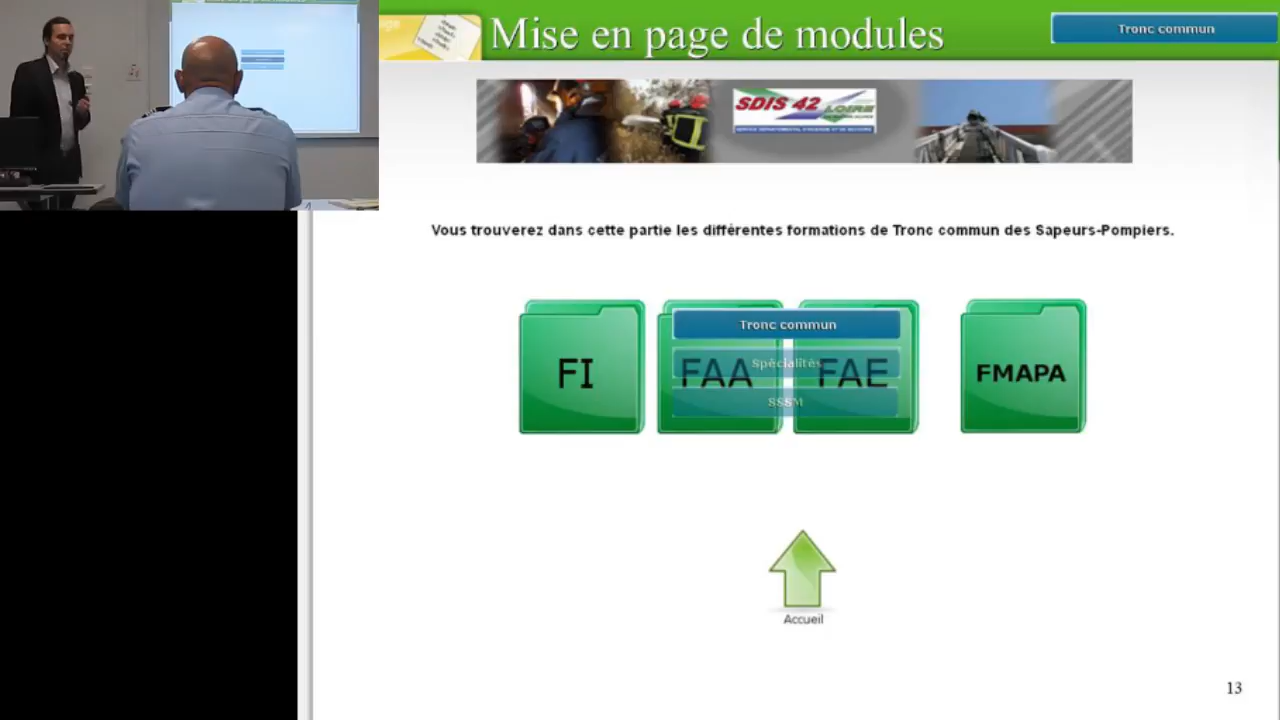 Mise en page de modules
Tronc commun
SDIS 42
LOIRE
Vous trouverez dans cette partie les différentes formations de Tronc commun des Sapeurs-Pompiers.
FI
FAA
FAE
FMAPA
Tronc commun
Spécialités
SSSM
Accueil
13